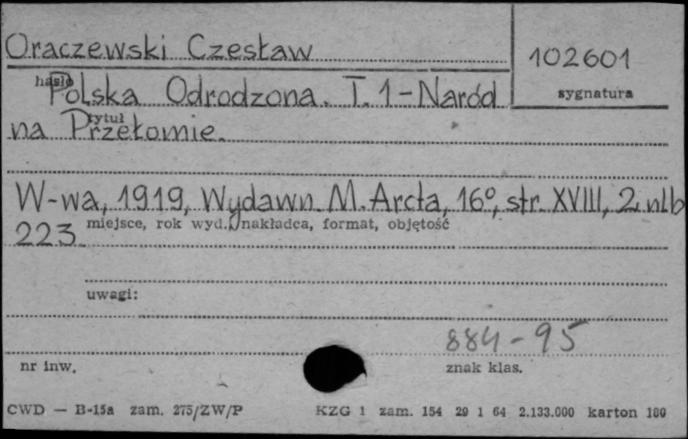 Oraczewski Czesław
102601
hasło
sygnatura
Polska Odrodzona. T. 1 - Naród
tytuł
na Przełomie.
W-wa, 1919, Wydawn. M. Arcta, 16°, str. XVIII, 2 nlb
miejsce, rok wyd., nakładca, format, objętość
223
uwagi:
884-95
nr inw.
znak klas.
CWD — B-15a zam. 275/ZW/P KZG 1 zam. 154 29 1 64 2.133.000 karton 180